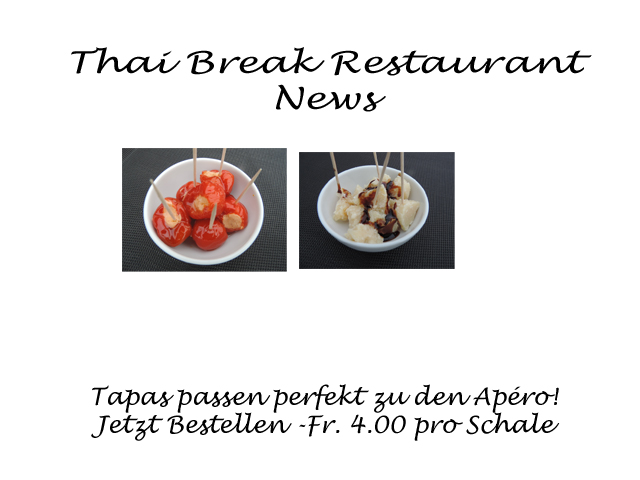 Thai Break Restaurant
News
Tapas passen perfekt zu den Apéro!
Jetzt Bestellen -Fr. 4.00 pro Schale